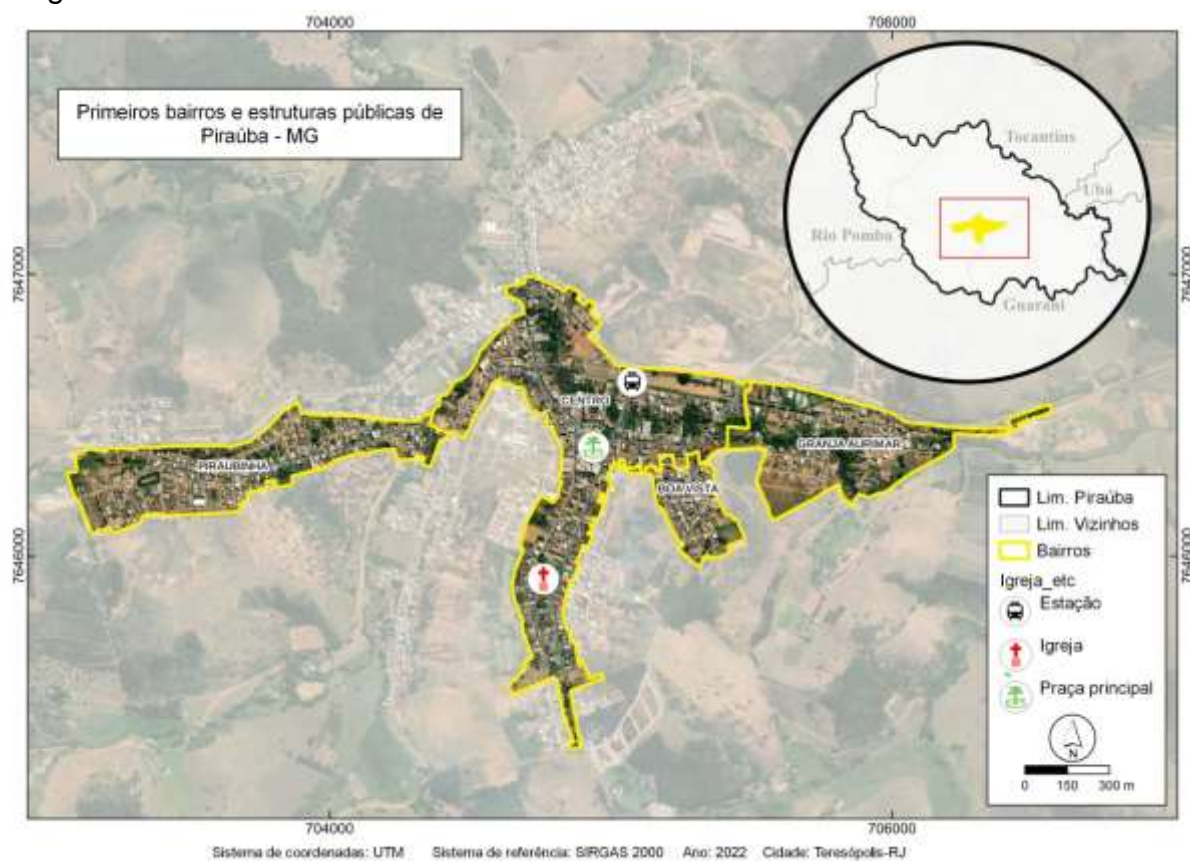 704000
706000
Primeiros bairros e estruturas públicas de
Piraúba - MG
Tocantins
Ubá
Rio Pomba
Guarani
7647000
7647000
CENTRO
PIRAUBINHA
GRANJA AURIMAR
BOA VISTA
7646000
7646000
Lim. Piraúba
Lim. Vizinhos
Bairros
Igreja_etc
Estação
Igreja
Praça principal
N
0 150 300 m
704000
706000
Sistema de coordenadas: UTM Sistema de referência: SIRGAS 2000 Ano: 2022 Cidade: Teresópolis-RJ